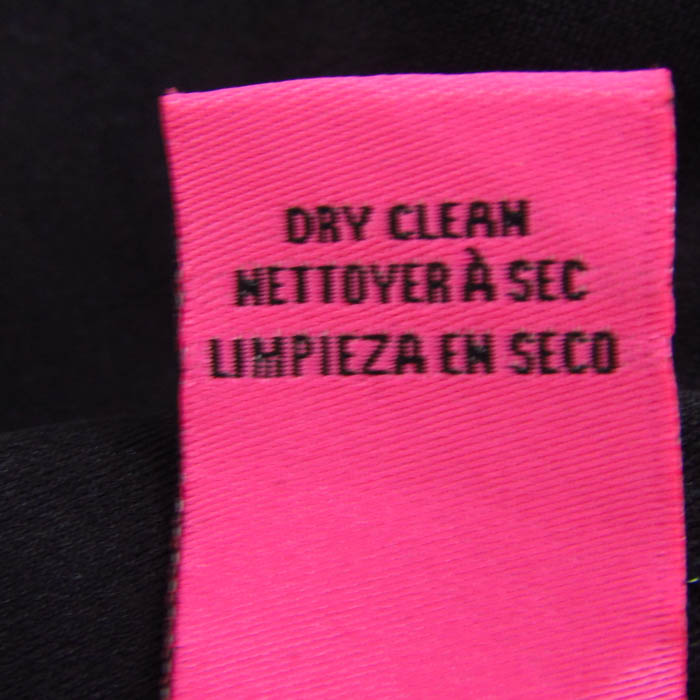 DRY CLEAN
NETTOYER À SEC
LIMPIEZA EN SECO